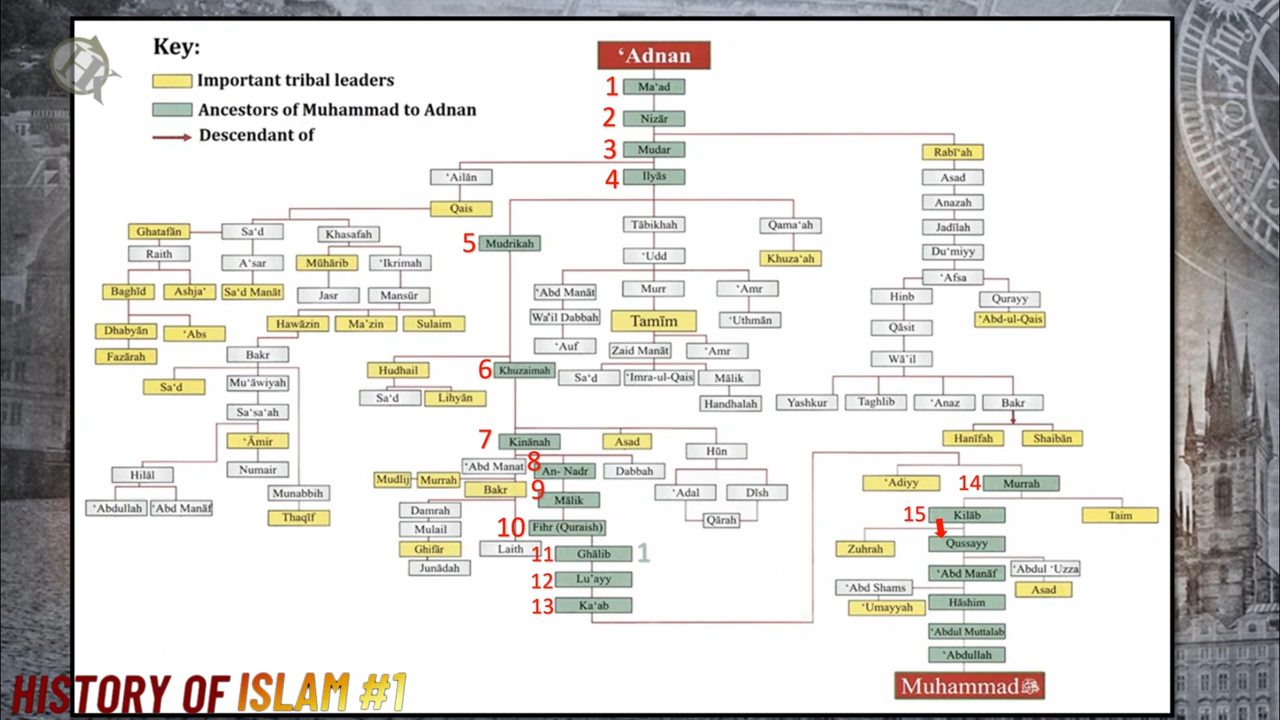 HR
Key:
Important tribal leaders
Ancestors of Muhammad to Adnan
Descendant of
‘Adnan
1 Ma‘ad
2 Nizār
3 Mudar
Rabī‘ah
‘Ailān
4 Ilyās
Asad
Qais
Anazah
Ghatafān
Sa‘d
Khasafah
5 Mudrikah
Tābikhah
Qama‘ah
Jadīlah
Raith
A‘sar
Mūhārib
‘Ikrimah
‘Udd
Khuza‘ah
Du‘miyy
‘Afsa
Baghīd
Ashja‘
Sa‘d Manāt
Jasr
Mansūr
‘Abd Manāt
Murr
‘Amr
Hinb
Qurayy
Dhabyān
‘Abs
Hawāzin
Ma’zin
Sulaim
Wa‘il Dabbah
Tamīm
‘Uthmān
Qāsit
‘Abd-ul-Qais
Fazārah
Bakr
‘Auf
Zaid Manāt
‘Amr
Wā’il
Sa‘d
Mu‘āwiyah
Hudhail
6 Khuzaimah
Sa‘d
‘Imra-ul-Qais
Mālik
Sa‘sa‘ah
Sa‘d
Lihyān
Handhalah
Yashkur
Taghlib
‘Anaz
Bakr
‘Āmir
7 Kinānah
Asad
Hūn
Hanīfah
Shaibān
Hilāl
Numair
‘Abd Manat
8 An- Nadr
Dabbah
‘Abdullah
‘Abd Manāf
Munabbih
Mudlij
Murrah
Bakr
9 Mālik
‘Adal
Dīsh
‘Adiyy
14 Murrah
Thaqīf
Damrah
Mulail
10 Fihr (Quraish)
Qārah
15 Kilāb
Taim
Ghifār
Laith
11 Ghālib 1
Zuhrah
Qussayy
Junādah
12 Lu’ayy
‘Abd Manāf
‘Abdul ‘Uzza
13 Ka‘ab
‘Abd Shams
Asad
‘Umayyah
Hāshim
‘Abdul Muttalab
‘Abdullah
Muhammad ﷺ
HISTORY OF ISLAM #1